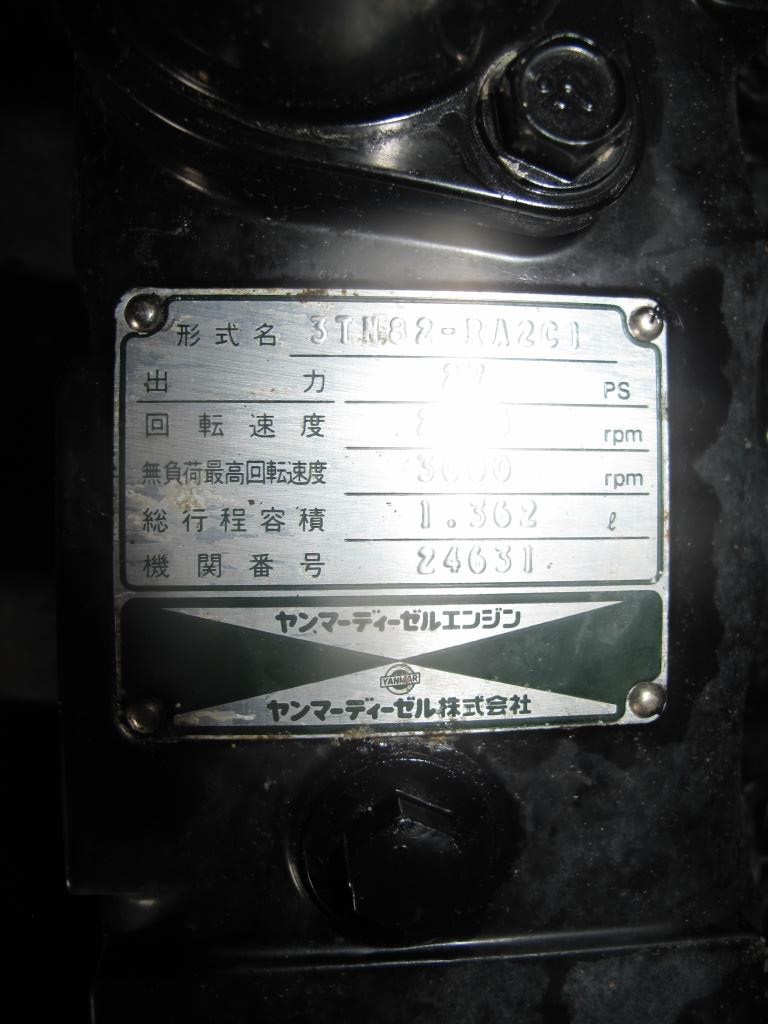 形式名 3TN82-RA2C1
出力 PS
回転速度 rpm
無負荷最高回転速度 3000 rpm
総行程容積 1.362 ℓ
機関番号 24631
ヤンマーディーゼルエンジン
YANMAR
ヤンマーディーゼル株式会社